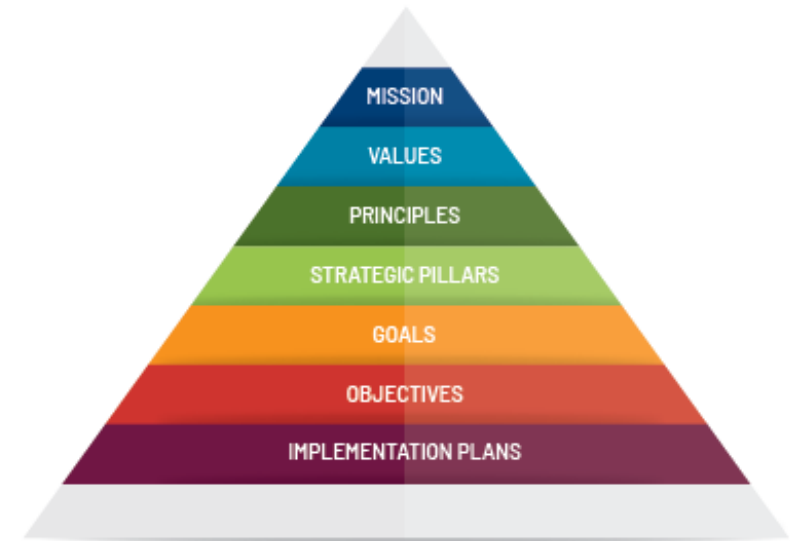 MISSION
VALUES
PRINCIPLES
STRATEGIC PILLARS
GOALS
OBJECTIVES
IMPLEMENTATION PLANS